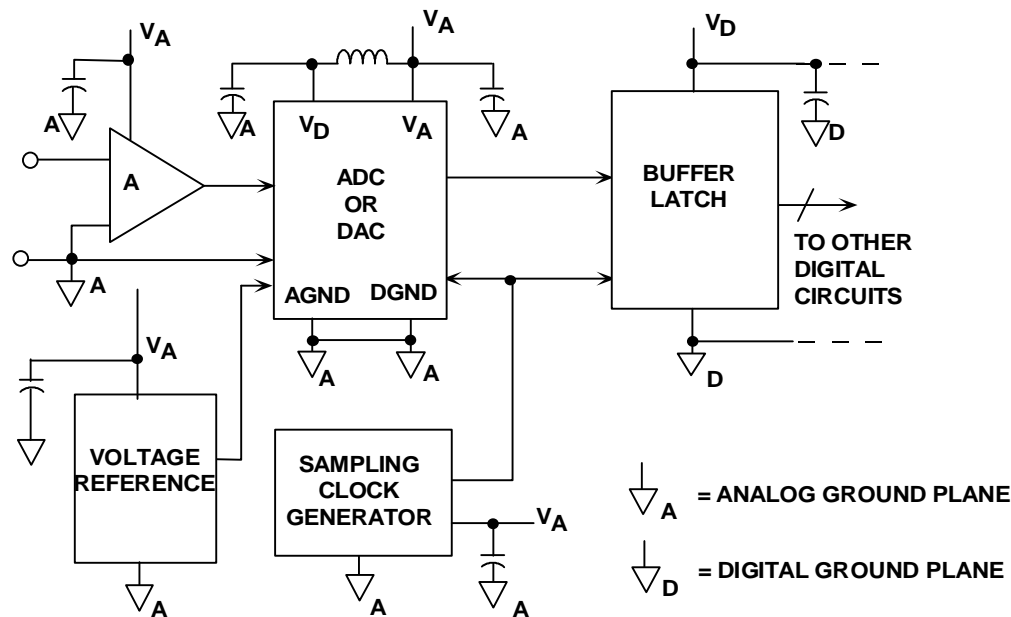 VA
VA
VD
A
A
A
D
VD
VA
A
ADC
OR
DAC
BUFFER
LATCH
TO OTHER
DIGITAL
CIRCUITS
A
AGND
DGND
VA
A
A
D
VOLTAGE
REFERENCE
SAMPLING
CLOCK
GENERATOR
VA
A
= ANALOG GROUND PLANE
A
A
A
D
= DIGITAL GROUND PLANE